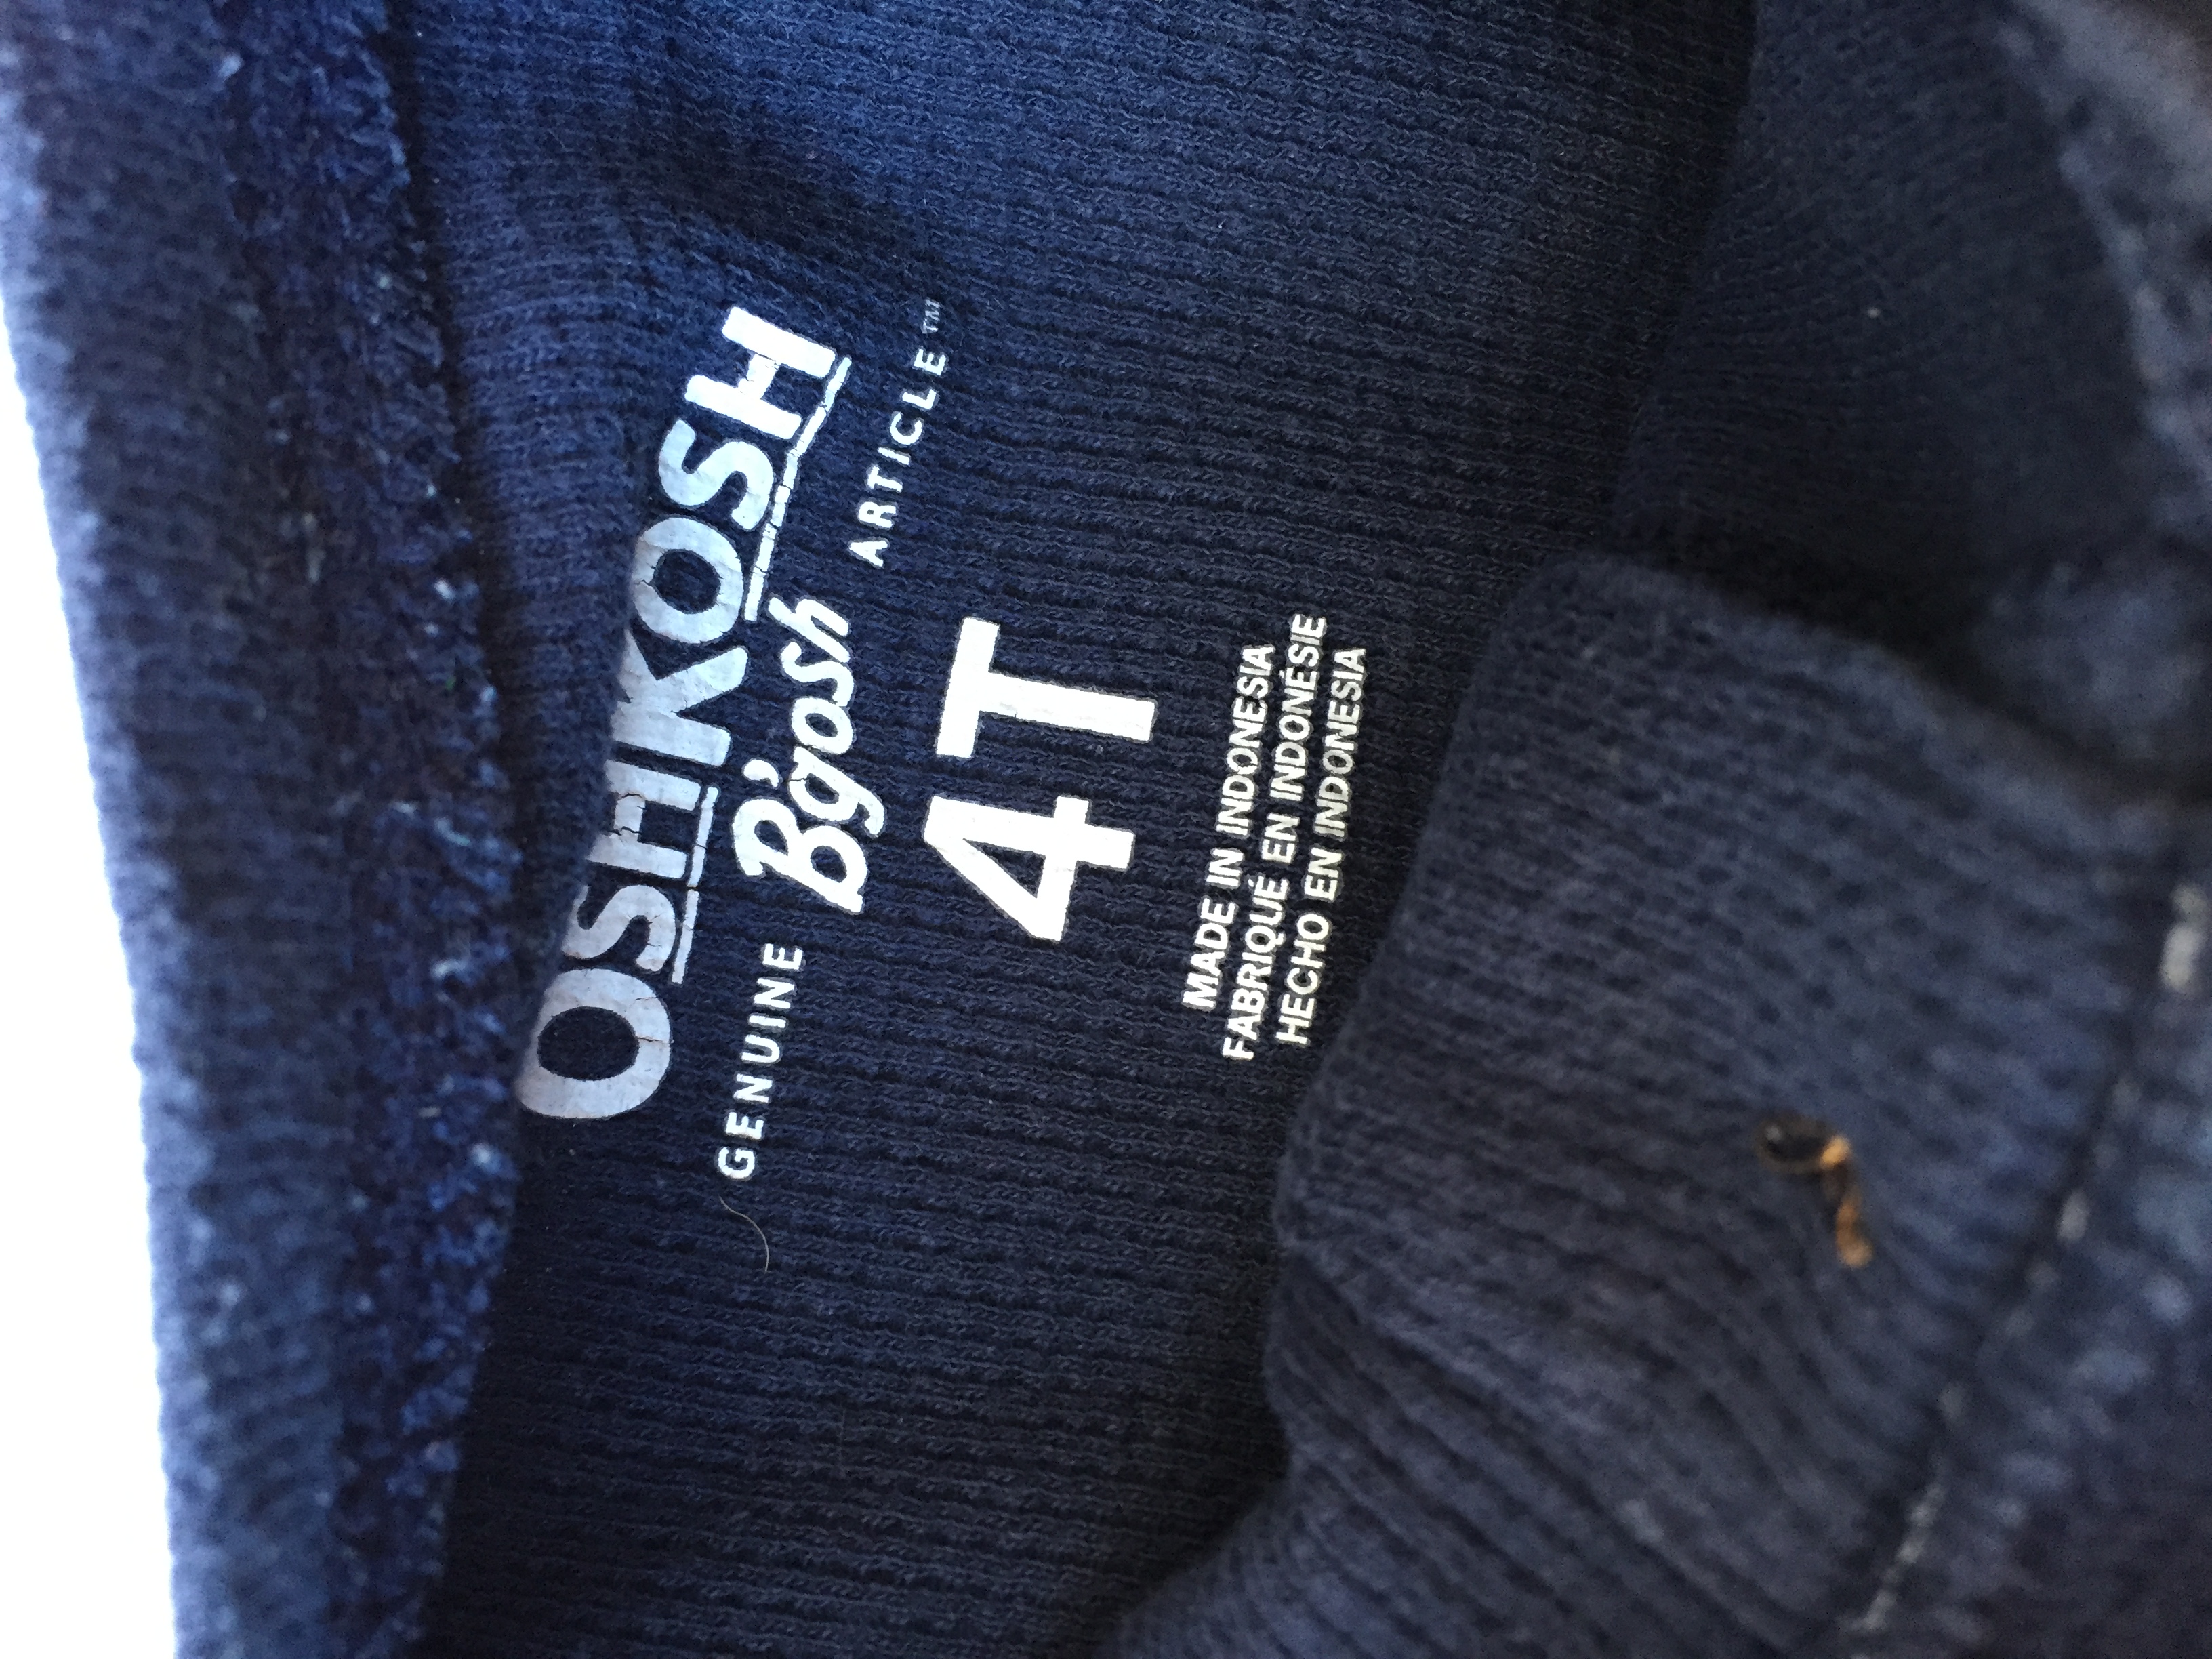 OSHKOSH
GENUINE B'gosh ARTICLE™
4T
MADE IN INDONESIA
FABRIQUÉ EN INDONÉSIE
HECHO EN INDONESIA